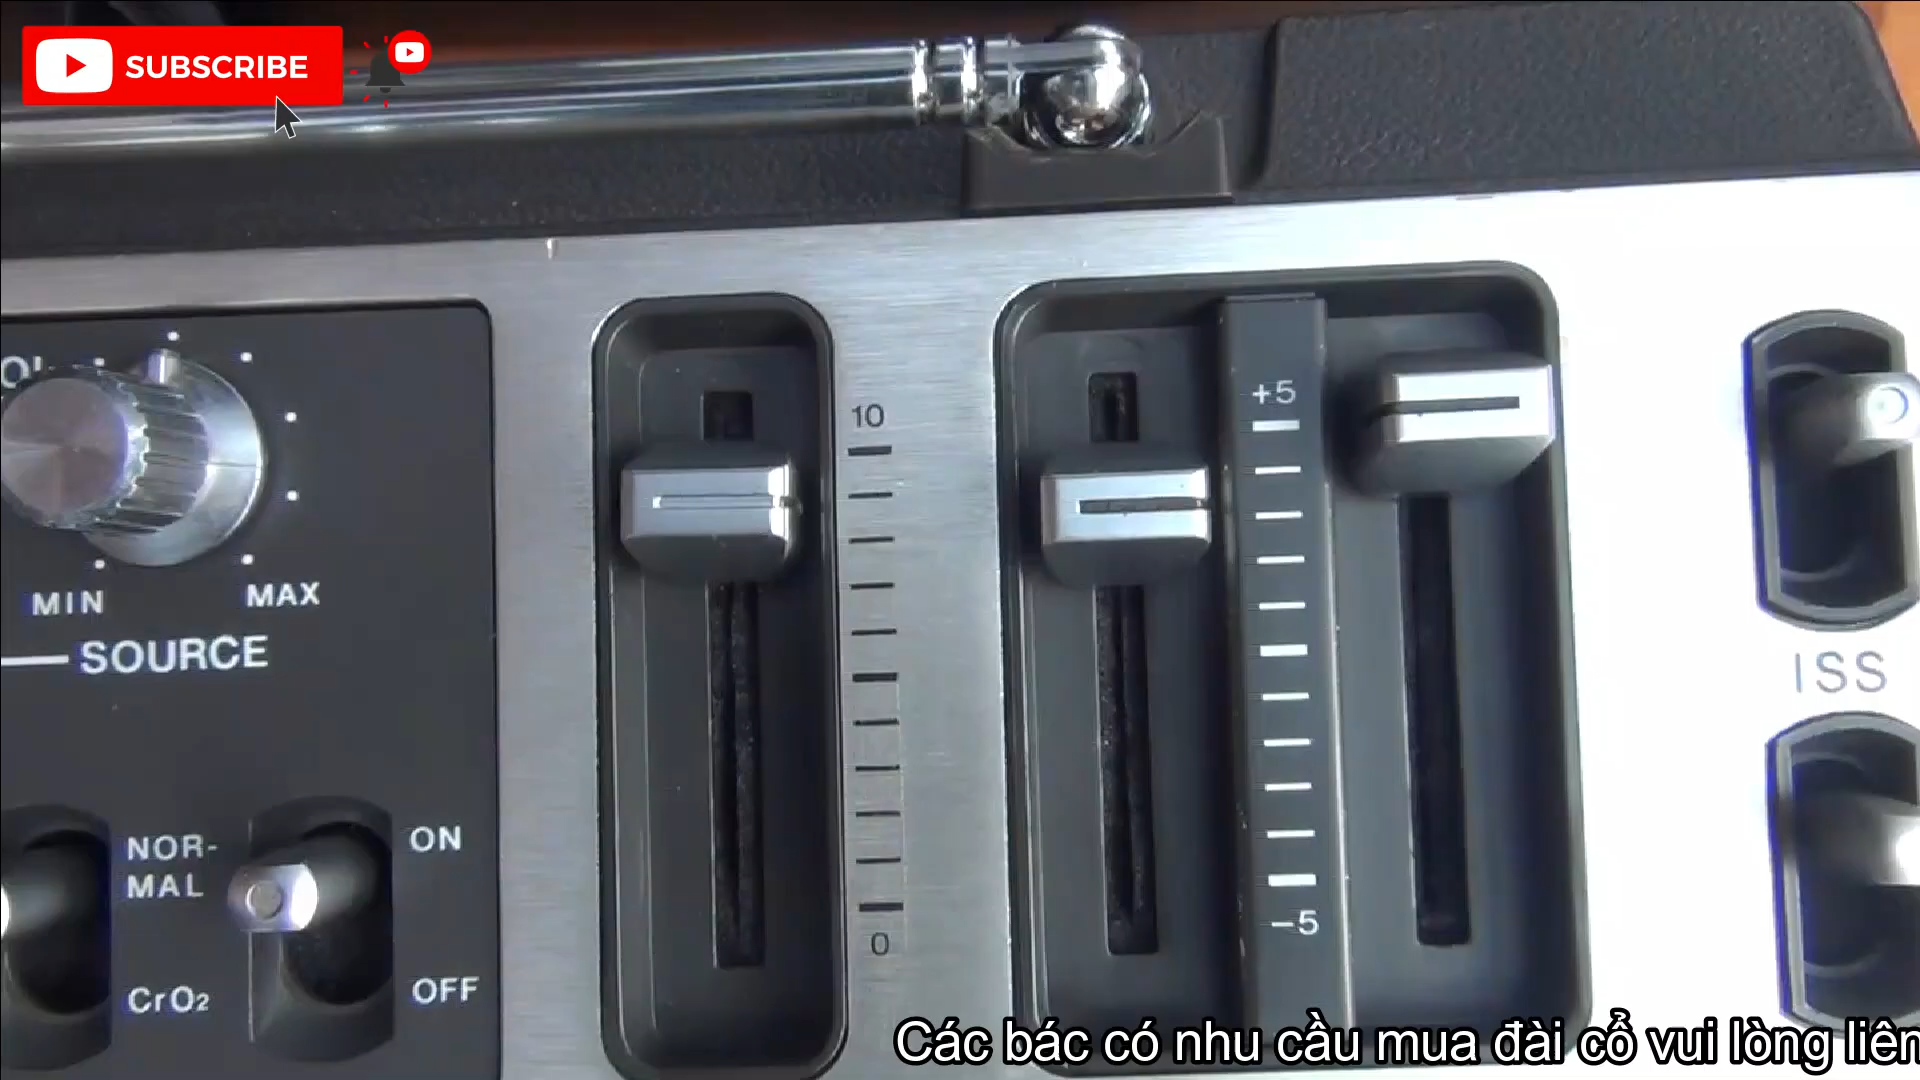 SUBSCRIBE
10
+5
MIN
MAX
SOURCE
ISS
NOR-
MAL
ON
-5
0
CrO2
OFF
Các bác có nhu cầu mua đài cổ vui lòng liên